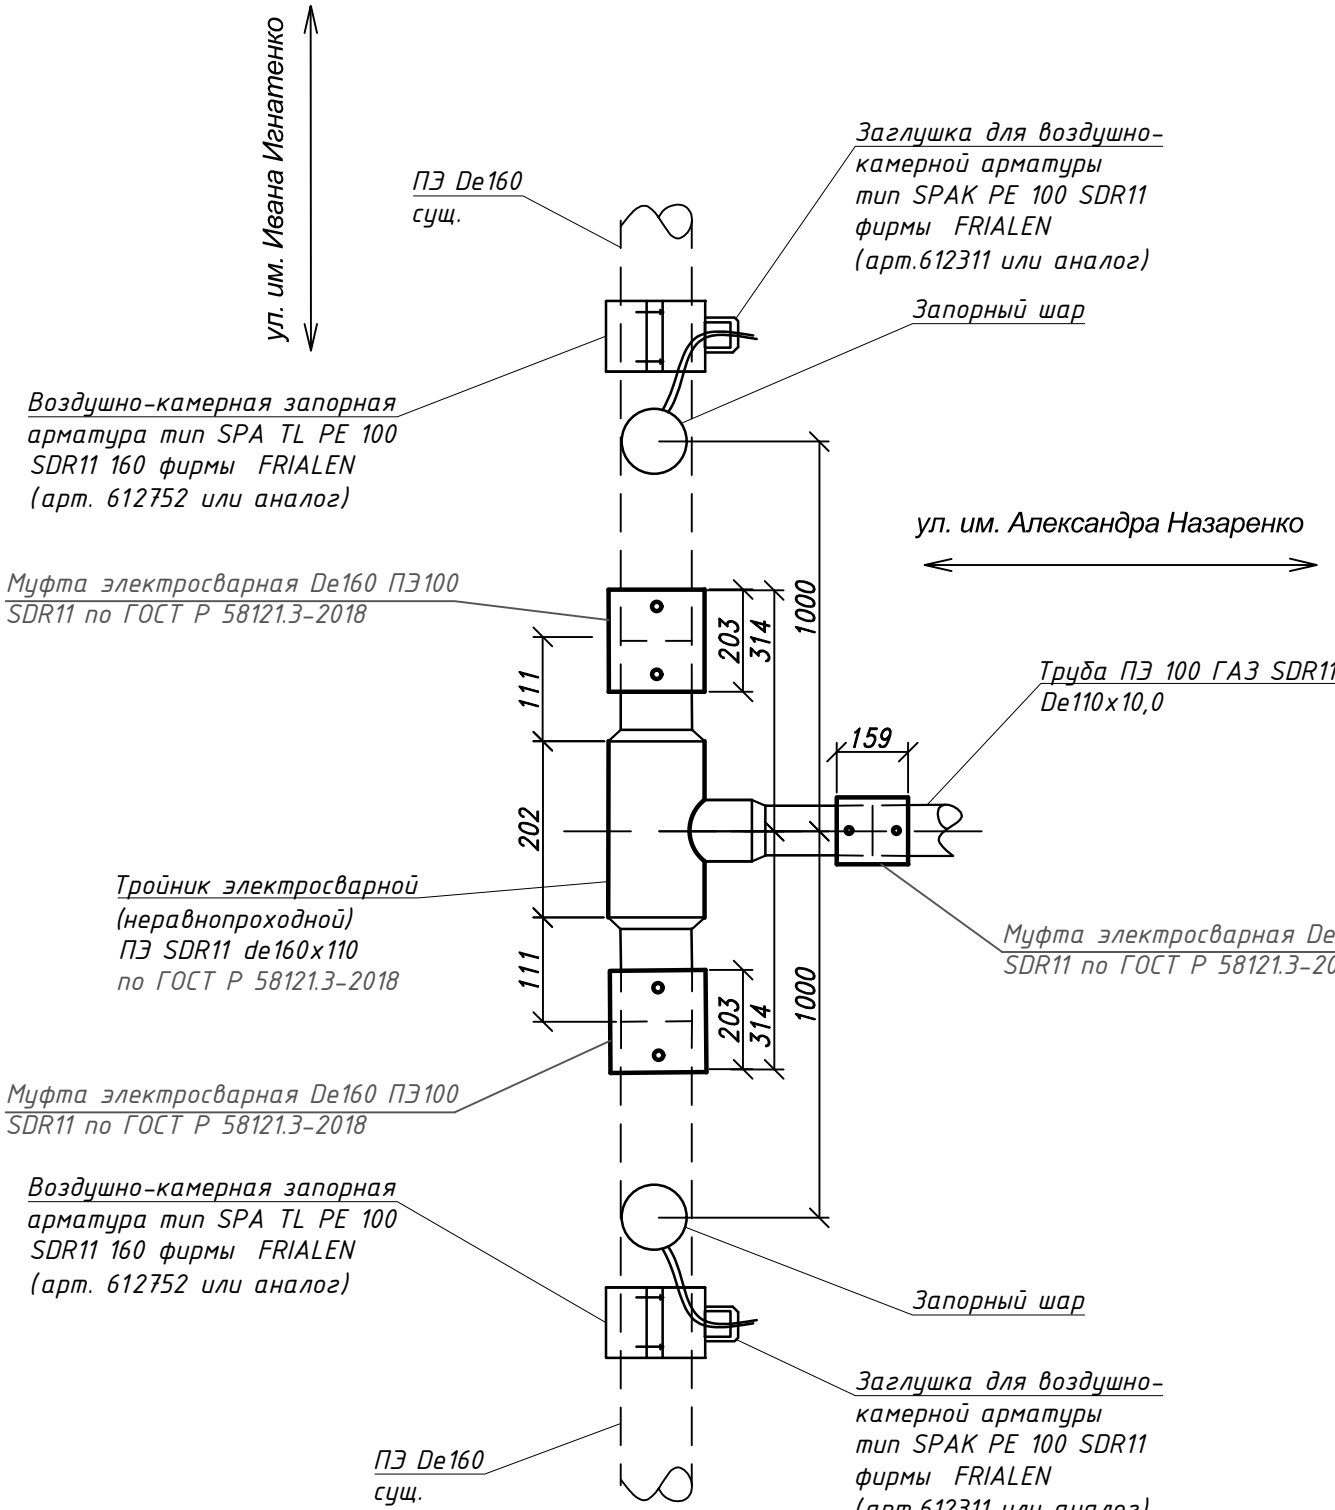 ул. им. Ивана Игнатенко
ПЭ De160
сущ.
Заглушка для воздушно-
камерной арматуры
тип SPAK PE 100 SDR11
фирмы FRIALEN
(арт.612311 или аналог)
Запорный шар
Воздушно-камерная запорная
арматура тип SPA TL PE 100
SDR11 160 фирмы FRIALEN
(арт. 612752 или аналог)
ул. им. Александра Назаренко
Муфта электросварная De160 ПЭ100
SDR11 по ГОСТ Р 58121.3-2018
1000
203
314
111
Труба ПЭ 100 ГАЗ SDR11
De110х10,0
159
202
Тройник электросварной
(неравнопроходной)
ПЭ SDR11 de160х110
по ГОСТ Р 58121.3-2018
Муфта электросварная De
SDR11 по ГОСТ Р 58121.3-20
111
203
314
1000
Муфта электросварная De160 ПЭ100
SDR11 по ГОСТ Р 58121.3-2018
Воздушно-камерная запорная
арматура тип SPA TL PE 100
SDR11 160 фирмы FRIALEN
(арт. 612752 или аналог)
Запорный шар
Заглушка для воздушно-
камерной арматуры
тип SPAK PE 100 SDR11
фирмы FRIALEN
(арт.612311 или аналог)
ПЭ De160
сущ.